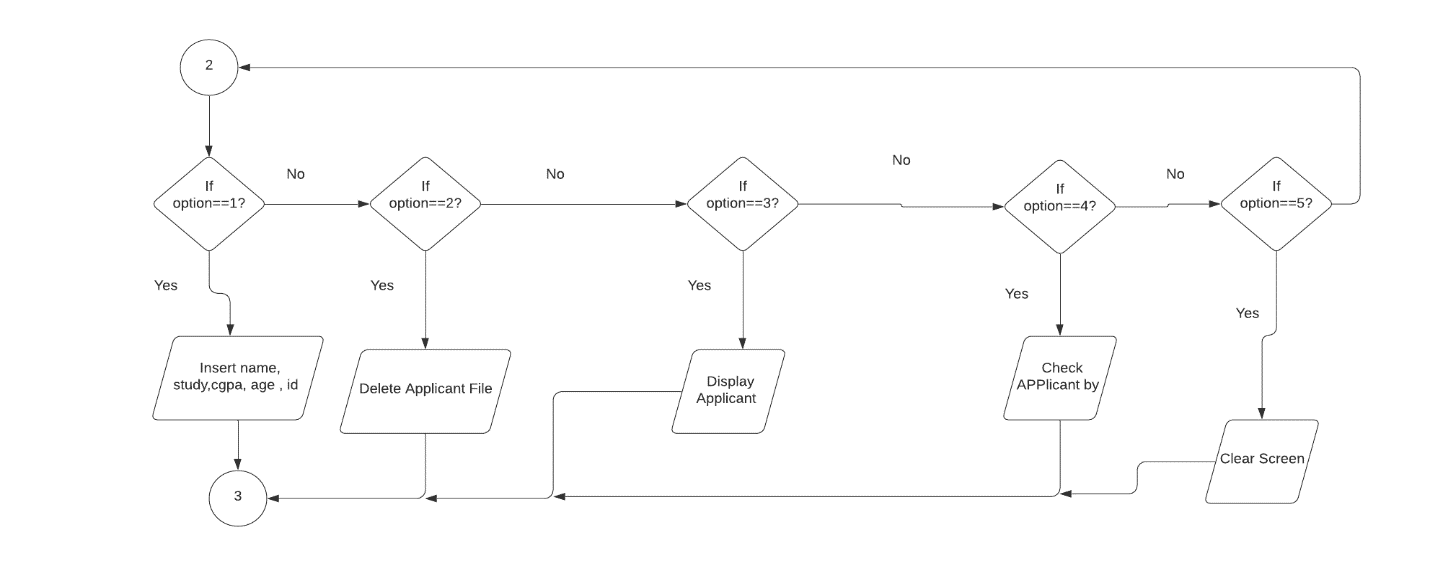 2
If
option==1?
No
If
option==2?
No
If
option==3?
No
If
option==4?
No
If
option==5?
Yes
Yes
Yes
Yes
Yes
Insert name,
study,cgpa, age , id
Delete Applicant File
Display
Applicant
Check
APPlicant by
Clear Screen
3